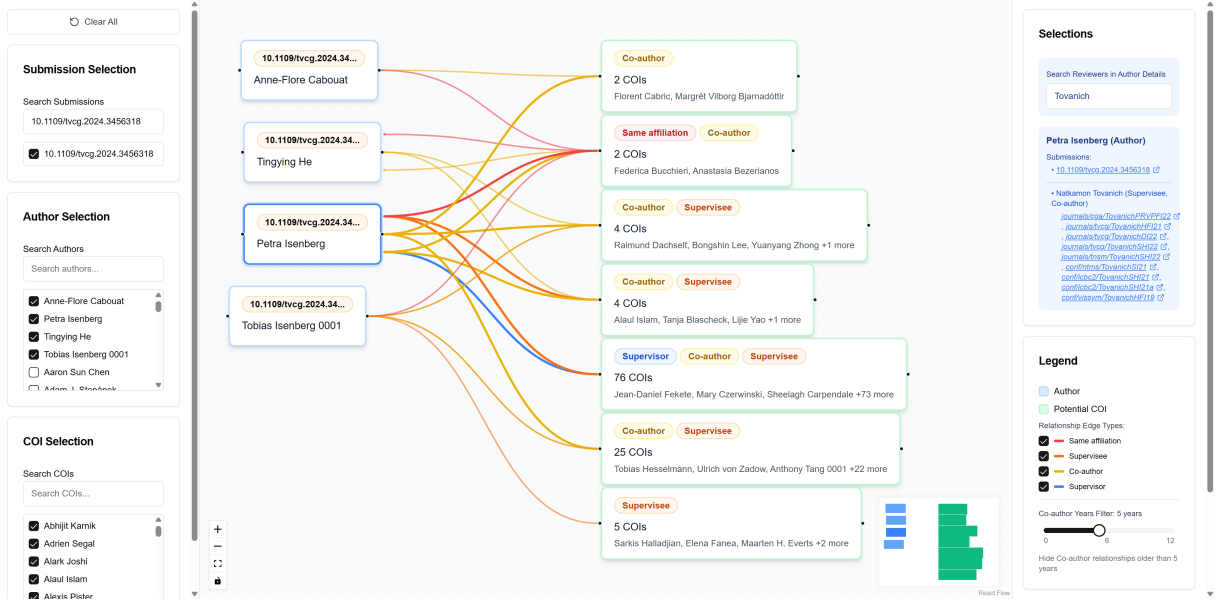 Clear All
Submission Selection
Search Submissions
10.1109/tvcg.2024.3456318
10.1109/tvcg.2024.3456318
Author Selection
Search Authors
Search authors...
Anne-Flore Cabouat
Petra Isenberg
Tingying He
Tobias Isenberg 0001
Aaron Sun Chen
COI Selection
Search COIs
Search COIs...
Abhijit Karnik
Adrien Segal
Alark Joshi
Alaul Islam
Alexis Pister
10.1109/tvcg.2024.34...
Anne-Flore Cabouat
10.1109/tvcg.2024.34...
Tingying He
10.1109/tvcg.2024.34...
Petra Isenberg
10.1109/tvcg.2024.34...
Tobias Isenberg 0001
Co-author
2 COIs
Florent Cabric, Margrét Vilborg Bjarnadóttir
Same affiliation Co-author
2 COIs
Federica Bucchieri, Anastasia Bezerianos
Co-author Supervisee
4 COIs
Raimund Dachselt, Bongshin Lee, Yuanyang Zhong +1 more
Co-author Supervisee
4 COIs
Alaul Islam, Tanja Blascheck, Lijie Yao +1 more
Supervisor Co-author Supervisee
76 COIs
Jean-Daniel Fekete, Mary Czerwinski, Sheelagh Carpendale +73 more
Co-author Supervisee
25 COIs
Tobias Hesselmann, Ulrich von Zadow, Anthony Tang 0001 +22 more
Supervisee
5 COIs
Sarkis Halladjian, Elena Fanea, Maarten H. Everts +2 more
React Flow
Selections
Search Reviewers in Author Details
Tovanich
Petra Isenberg (Author)
Submissions:
• 10.1109/tvcg.2024.3456318
• Natkamon Tovanich (Supervisee,
Co-author)
journals/cga/TovanichPRVPFI22
, journals/tvcg/TovanichHFI21 ,
journals/tvcg/TovanichDI22 ,
journals/tvcg/TovanichSHI22 ,
journals/tnsm/TovanichSHI22
, conf/ntms/TovanichSI21 ,
conf/icbc2/TovanichSHI21 ,
conf/icbc2/TovanichSHI21a ,
conf/vissym/TovanichHFI19
Legend
Author
Potential COI
Relationship Edge Types:
Same affiliation
Supervisee
Co-author
Supervisor
Co-author Years Filter: 5 years
0 6 12
Hide Co-author relationships older than 5
years